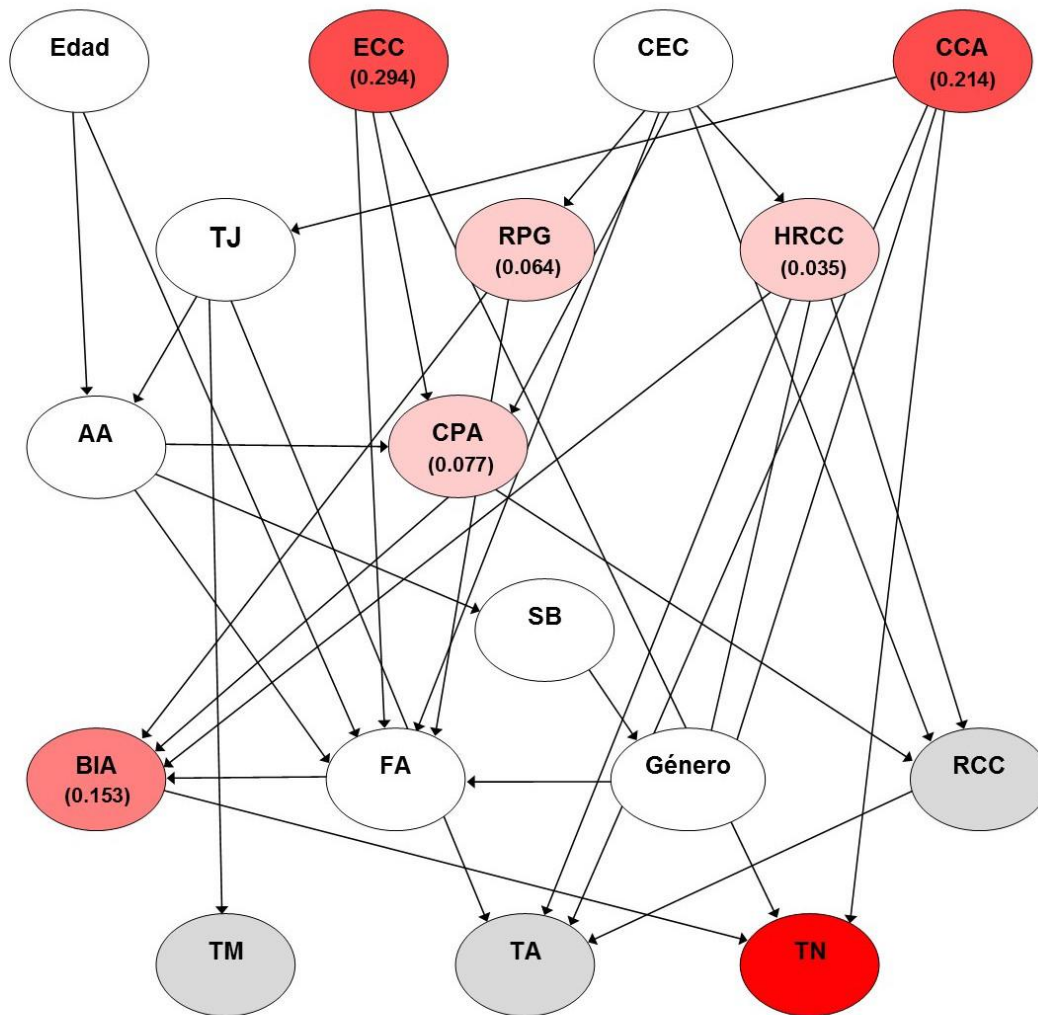 Edad
ECC
(0.294)
CEC
CCA
(0.214)
TJ
RPG
(0.064)
HRCC
(0.035)
AA
CPA
(0.077)
SB
BIA
(0.153)
FA
Género
RCC
TM
TA
TN